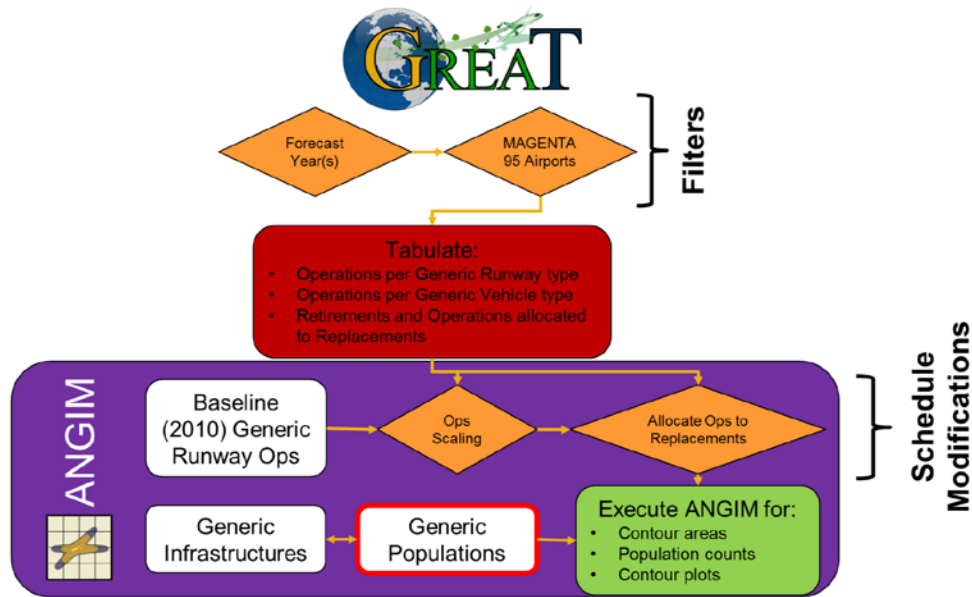 GREAT
Forecast
Year(s)
MAGENTA
95 Airports
Filters
Tabulate:
• Operations per Generic Runway type
• Operations per Generic Vehicle type
• Retirements and Operations allocated
to Replacements
ANGIM
Baseline
(2010) Generic
Runway Ops
Ops
Scaling
Allocate Ops to
Replacements
Schedule
Modifications
Generic
Infrastructures
Generic
Populations
Execute ANGIM for:
• Contour areas
• Population counts
• Contour plots